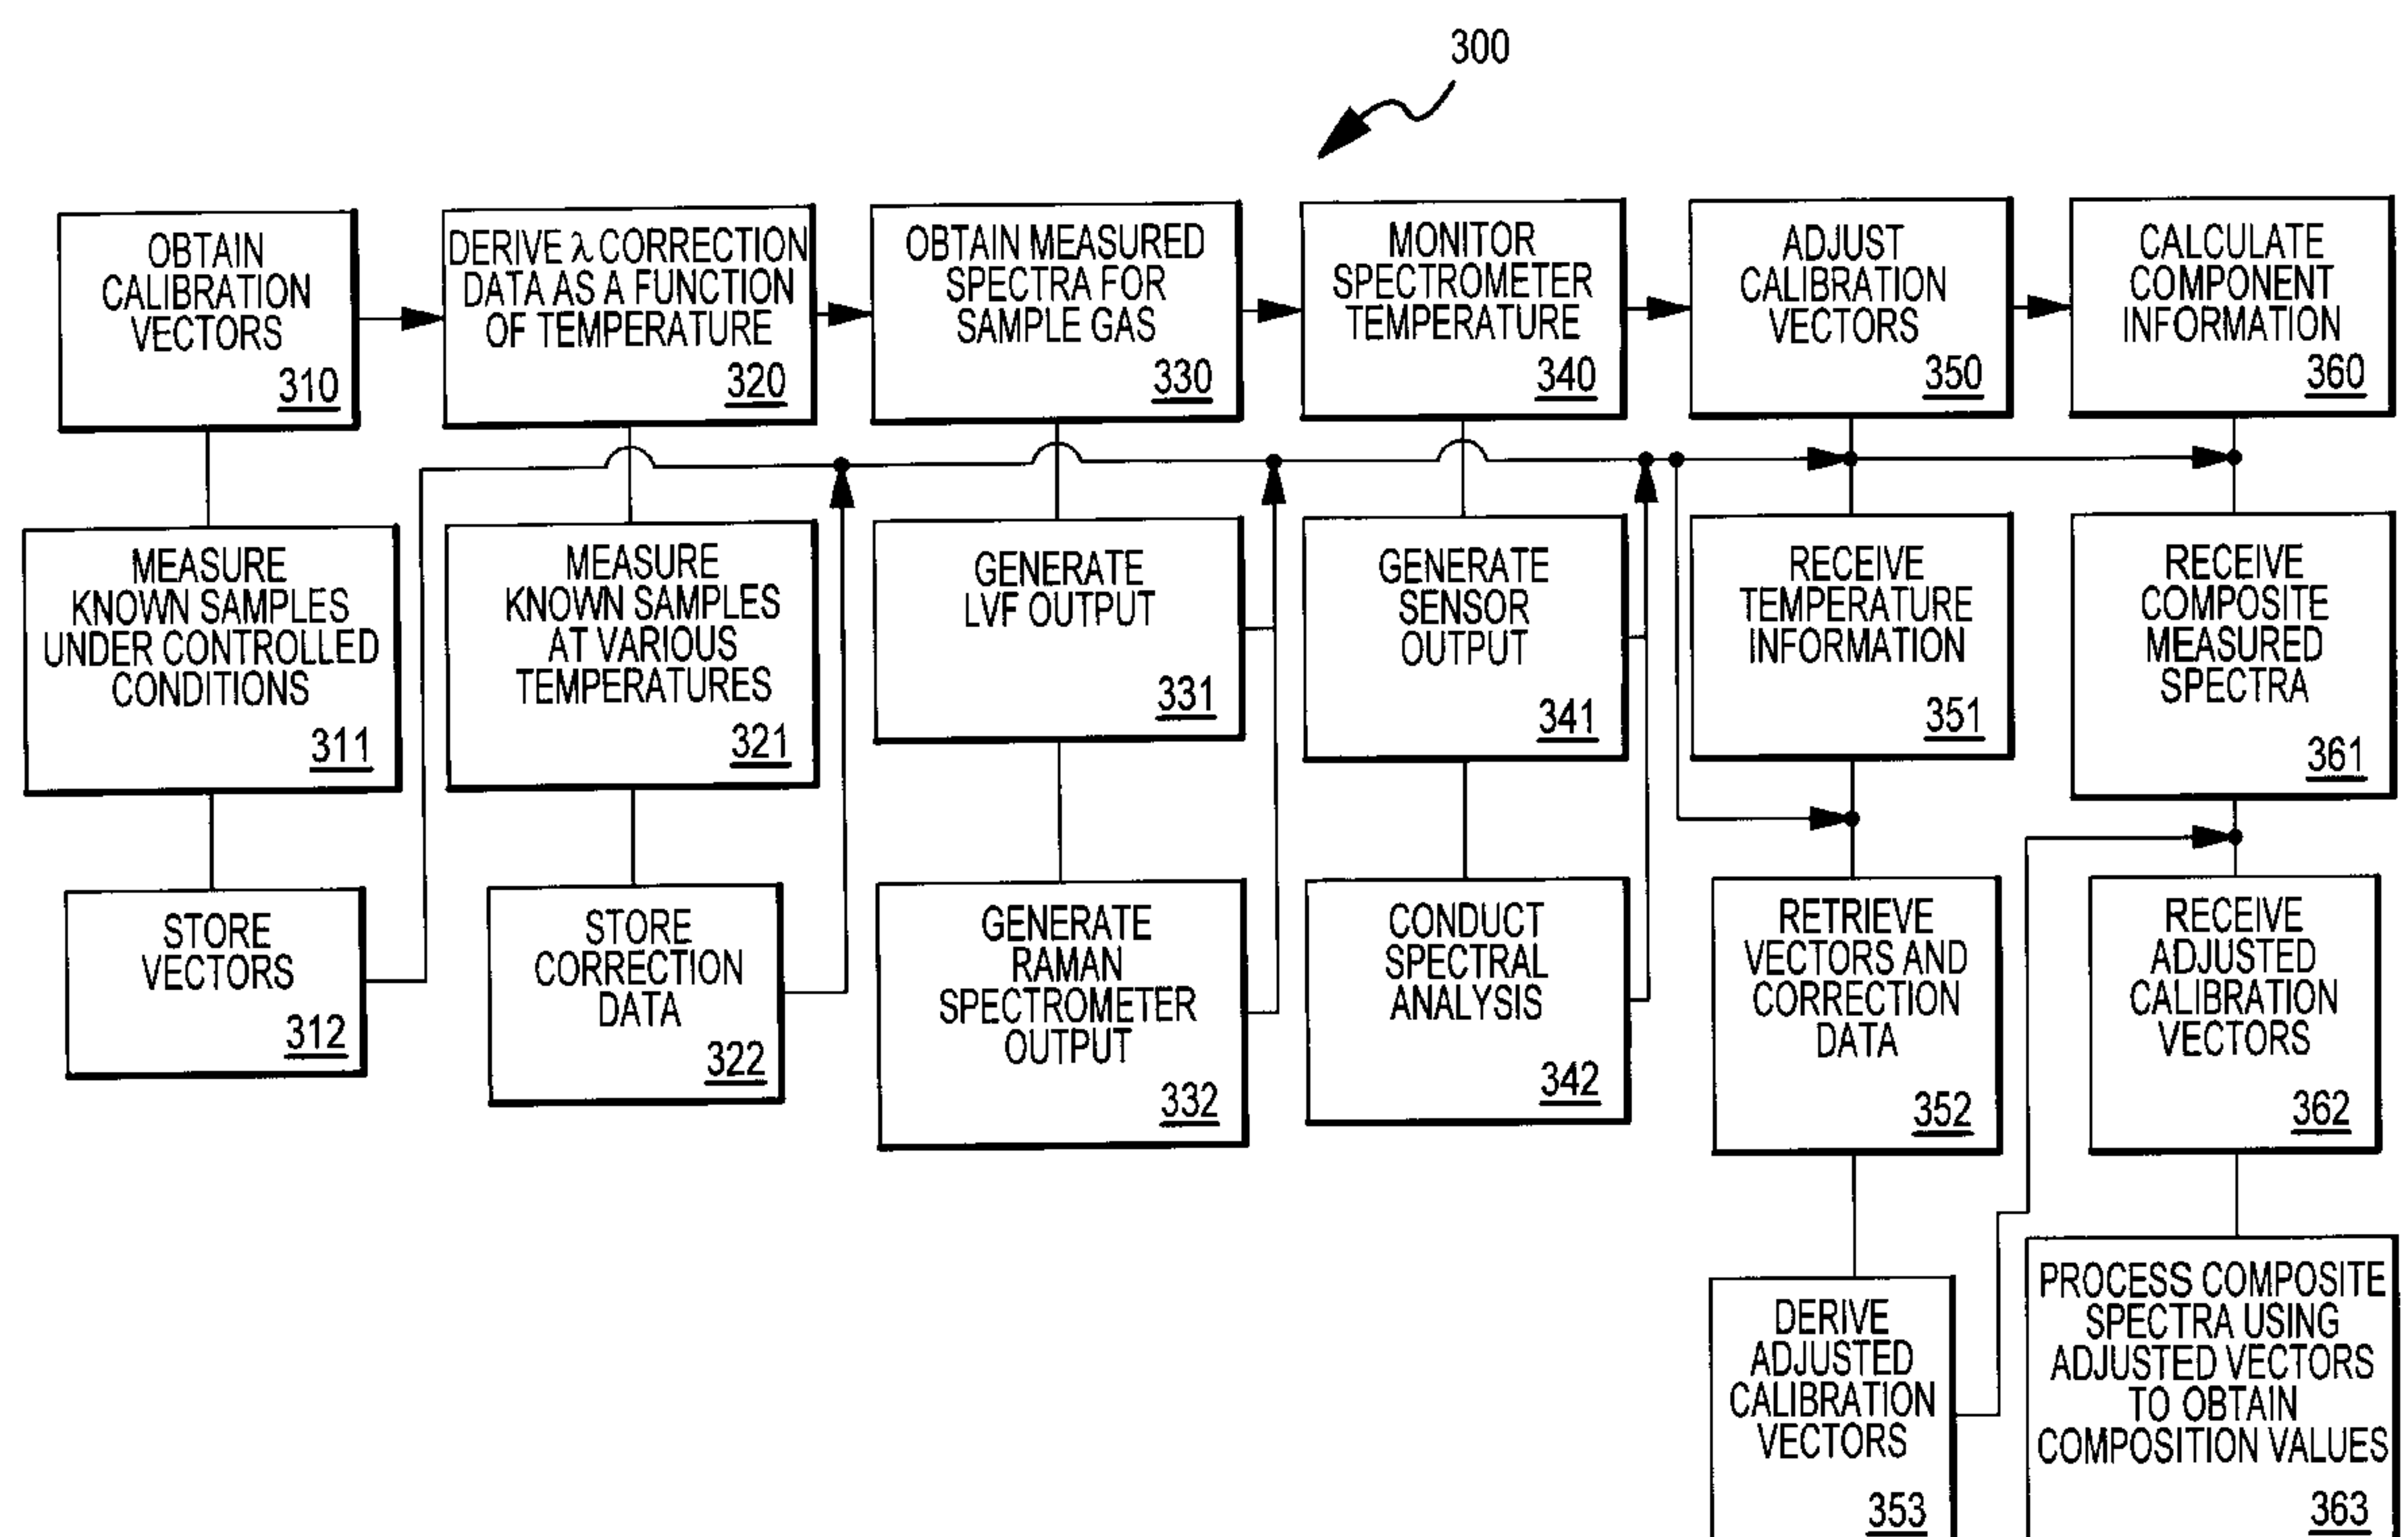 300
OBTAIN
CALIBRATION
VECTORS
310
DERIVE λ CORRECTION
DATA AS A FUNCTION
OF TEMPERATURE
320
OBTAIN MEASURED
SPECTRA FOR
SAMPLE GAS
330
MONITOR
SPECTROMETER
TEMPERATURE
340
ADJUST
CALIBRATION
VECTORS
350
CALCULATE
COMPONENT
INFORMATION
360
MEASURE
KNOWN SAMPLES
UNDER CONTROLLED
CONDITIONS
311
MEASURE
KNOWN SAMPLES
AT VARIOUS
TEMPERATURES
321
GENERATE
LVF OUTPUT
331
GENERATE
SENSOR
OUTPUT
341
RECEIVE
TEMPERATURE
INFORMATION
351
RECEIVE
COMPOSITE
MEASURED
SPECTRA
361
STORE
VECTORS
312
STORE
CORRECTION
DATA
322
GENERATE
RAMAN
SPECTROMETER
OUTPUT
332
CONDUCT
SPECTRAL
ANALYSIS
342
RETRIEVE
VECTORS AND
CORRECTION
DATA
352
RECEIVE
ADJUSTED
CALIBRATION
VECTORS
362
DERIVE
ADJUSTED
CALIBRATION
VECTORS
353
PROCESS COMPOSITE
SPECTRA USING
ADJUSTED VECTORS
TO OBTAIN
COMPOSITION VALUES
363